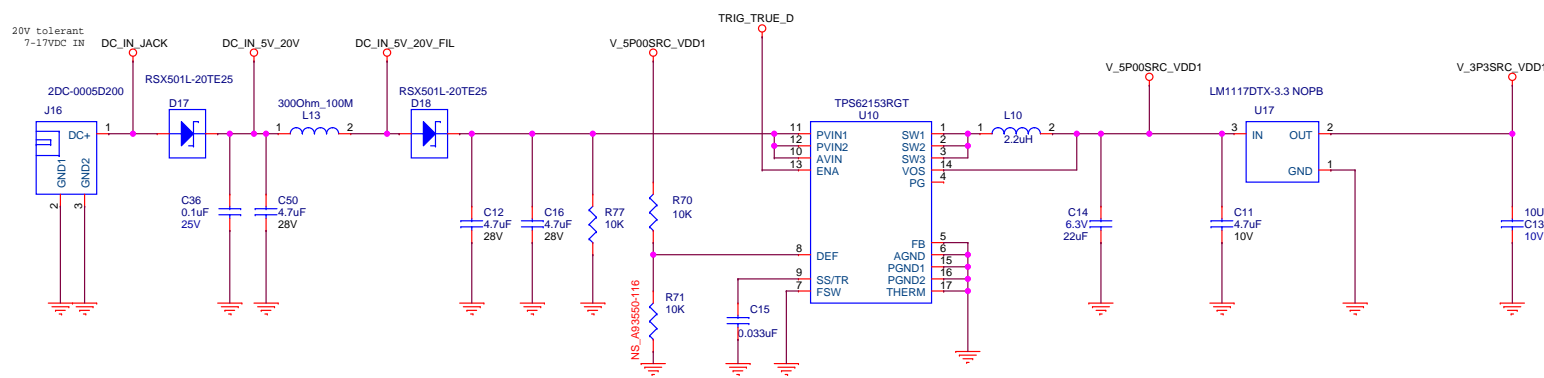 20V tolerant
7-17VDC IN
DC_IN_JACK
DC_IN_5V_20V
DC_IN_5V_20V_FIL
V_5P00SRC_VDD1
TRIG_TRUE_D
V_5P00SRC_VDD1
V_3P3SRC_VDD1
2DC-0005D200
J16
DC+
1
GND1
GND2
2
3
RSX501L-20TE25
D17
C36
0.1uF
25V
C50
4.7uF
28V
300Ohm_100M
L13
1
2
RSX501L-20TE25
D18
C12
4.7uF
28V
C16
4.7uF
28V
R77
10K
R70
10K
R71
10K
NS_A93550-116
C15
0.033uF
TPS62153RGT
U10
11
PVIN1
12
PVIN2
10
AVIN
13
ENA
8
DEF
9
SS/TR
7
FSW
SW1
1
SW2
2
SW3
3
VOS
14
PG
4
FB
5
AGND
6
PGND1
15
PGND2
16
THERM
17
1
L10
2
2.2uH
C14
6.3V
22uF
C11
4.7uF
10V
LM1117DTX-3.3 NOPB
U17
3
IN
OUT
2
GND
1
10U
C13
10V